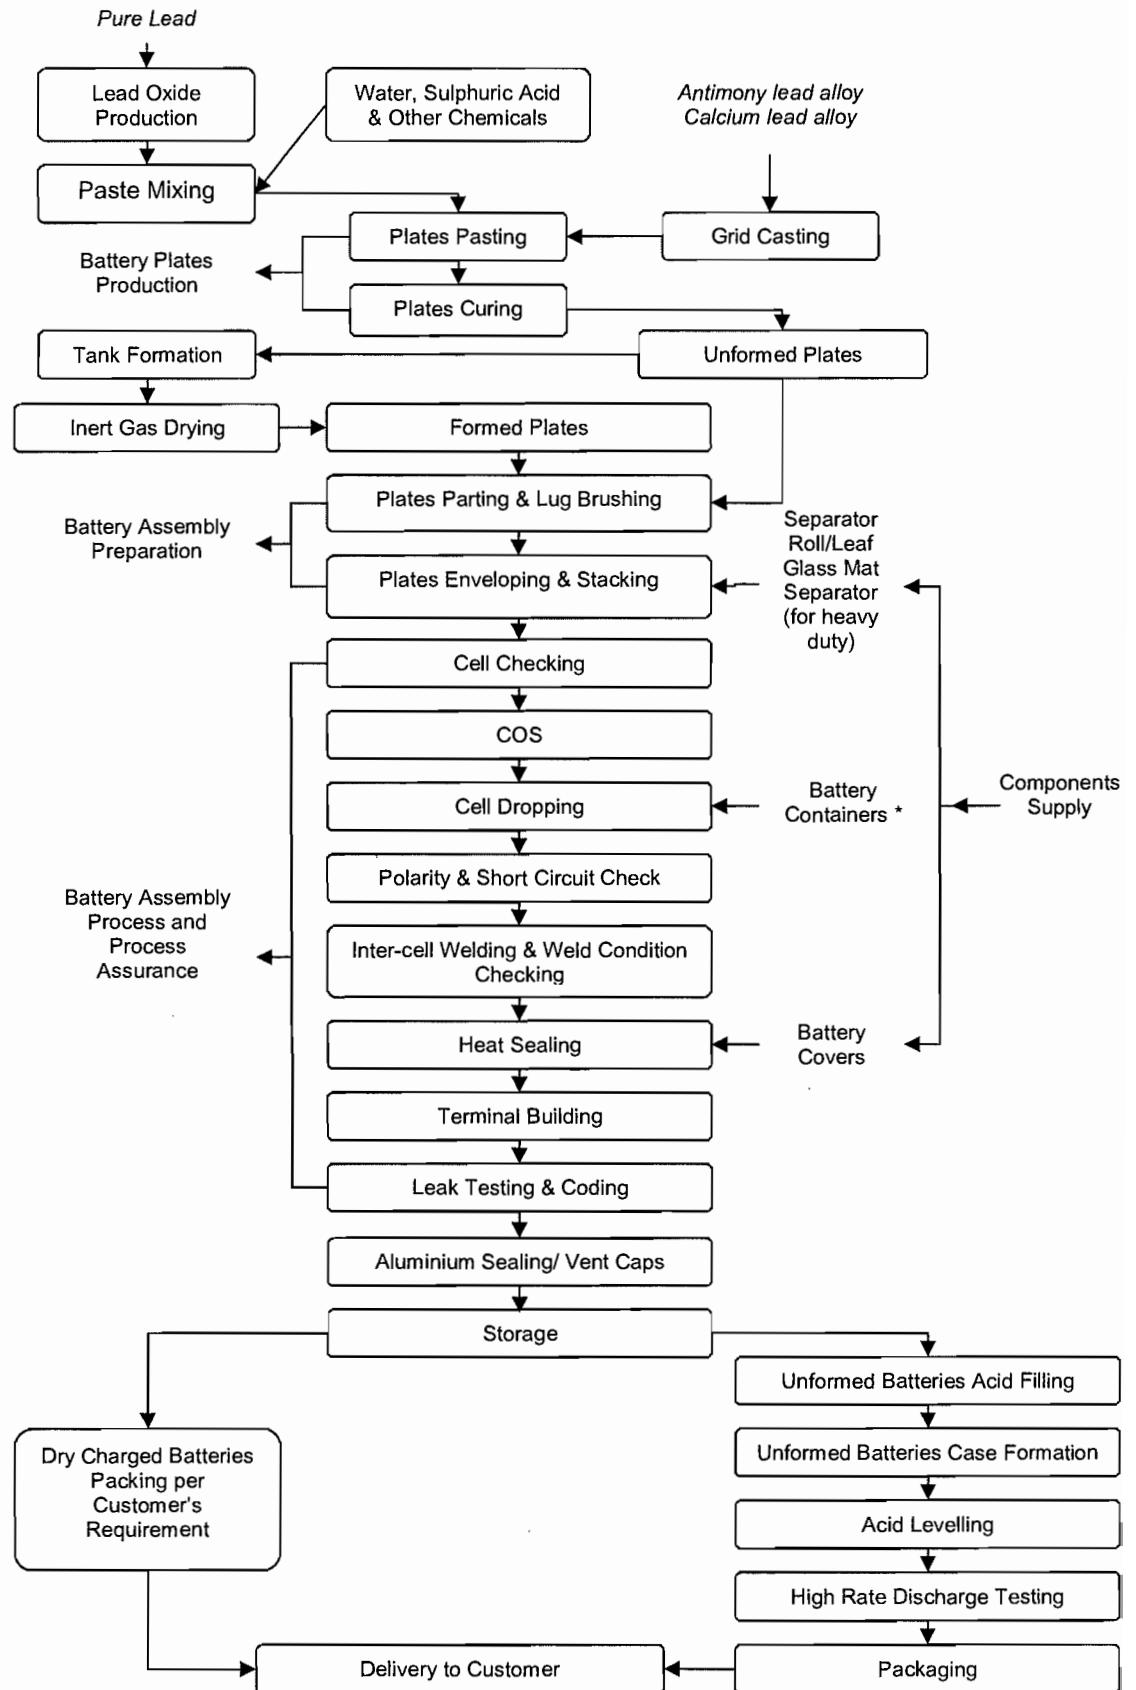 Pure Lead
Lead Oxide
Production
Water, Sulphuric Acid
& Other Chemicals
Antimony lead alloy
Calcium lead alloy
Paste Mixing
Plates Pasting
Grid Casting
Battery Plates
Production
Plates Curing
Tank Formation
Unformed Plates
Inert Gas Drying
Formed Plates
Plates Parting & Lug Brushing
Battery Assembly
Preparation
Separator
Roll/Leaf
Glass Mat
Separator
(for heavy
duty)
Plates Enveloping & Stacking
Cell Checking
COS
Cell Dropping
Battery
Containers *
Components
Supply
Polarity & Short Circuit Check
Battery Assembly
Process and
Process
Assurance
Inter-cell Welding & Weld Condition
Checking
Heat Sealing
Battery
Covers
Terminal Building
Leak Testing & Coding
Aluminium Sealing/ Vent Caps
Storage
Unformed Batteries Acid Filling
Dry Charged Batteries
Packing per
Customer's
Requirement
Unformed Batteries Case Formation
Acid Levelling
High Rate Discharge Testing
Delivery to Customer
Packaging